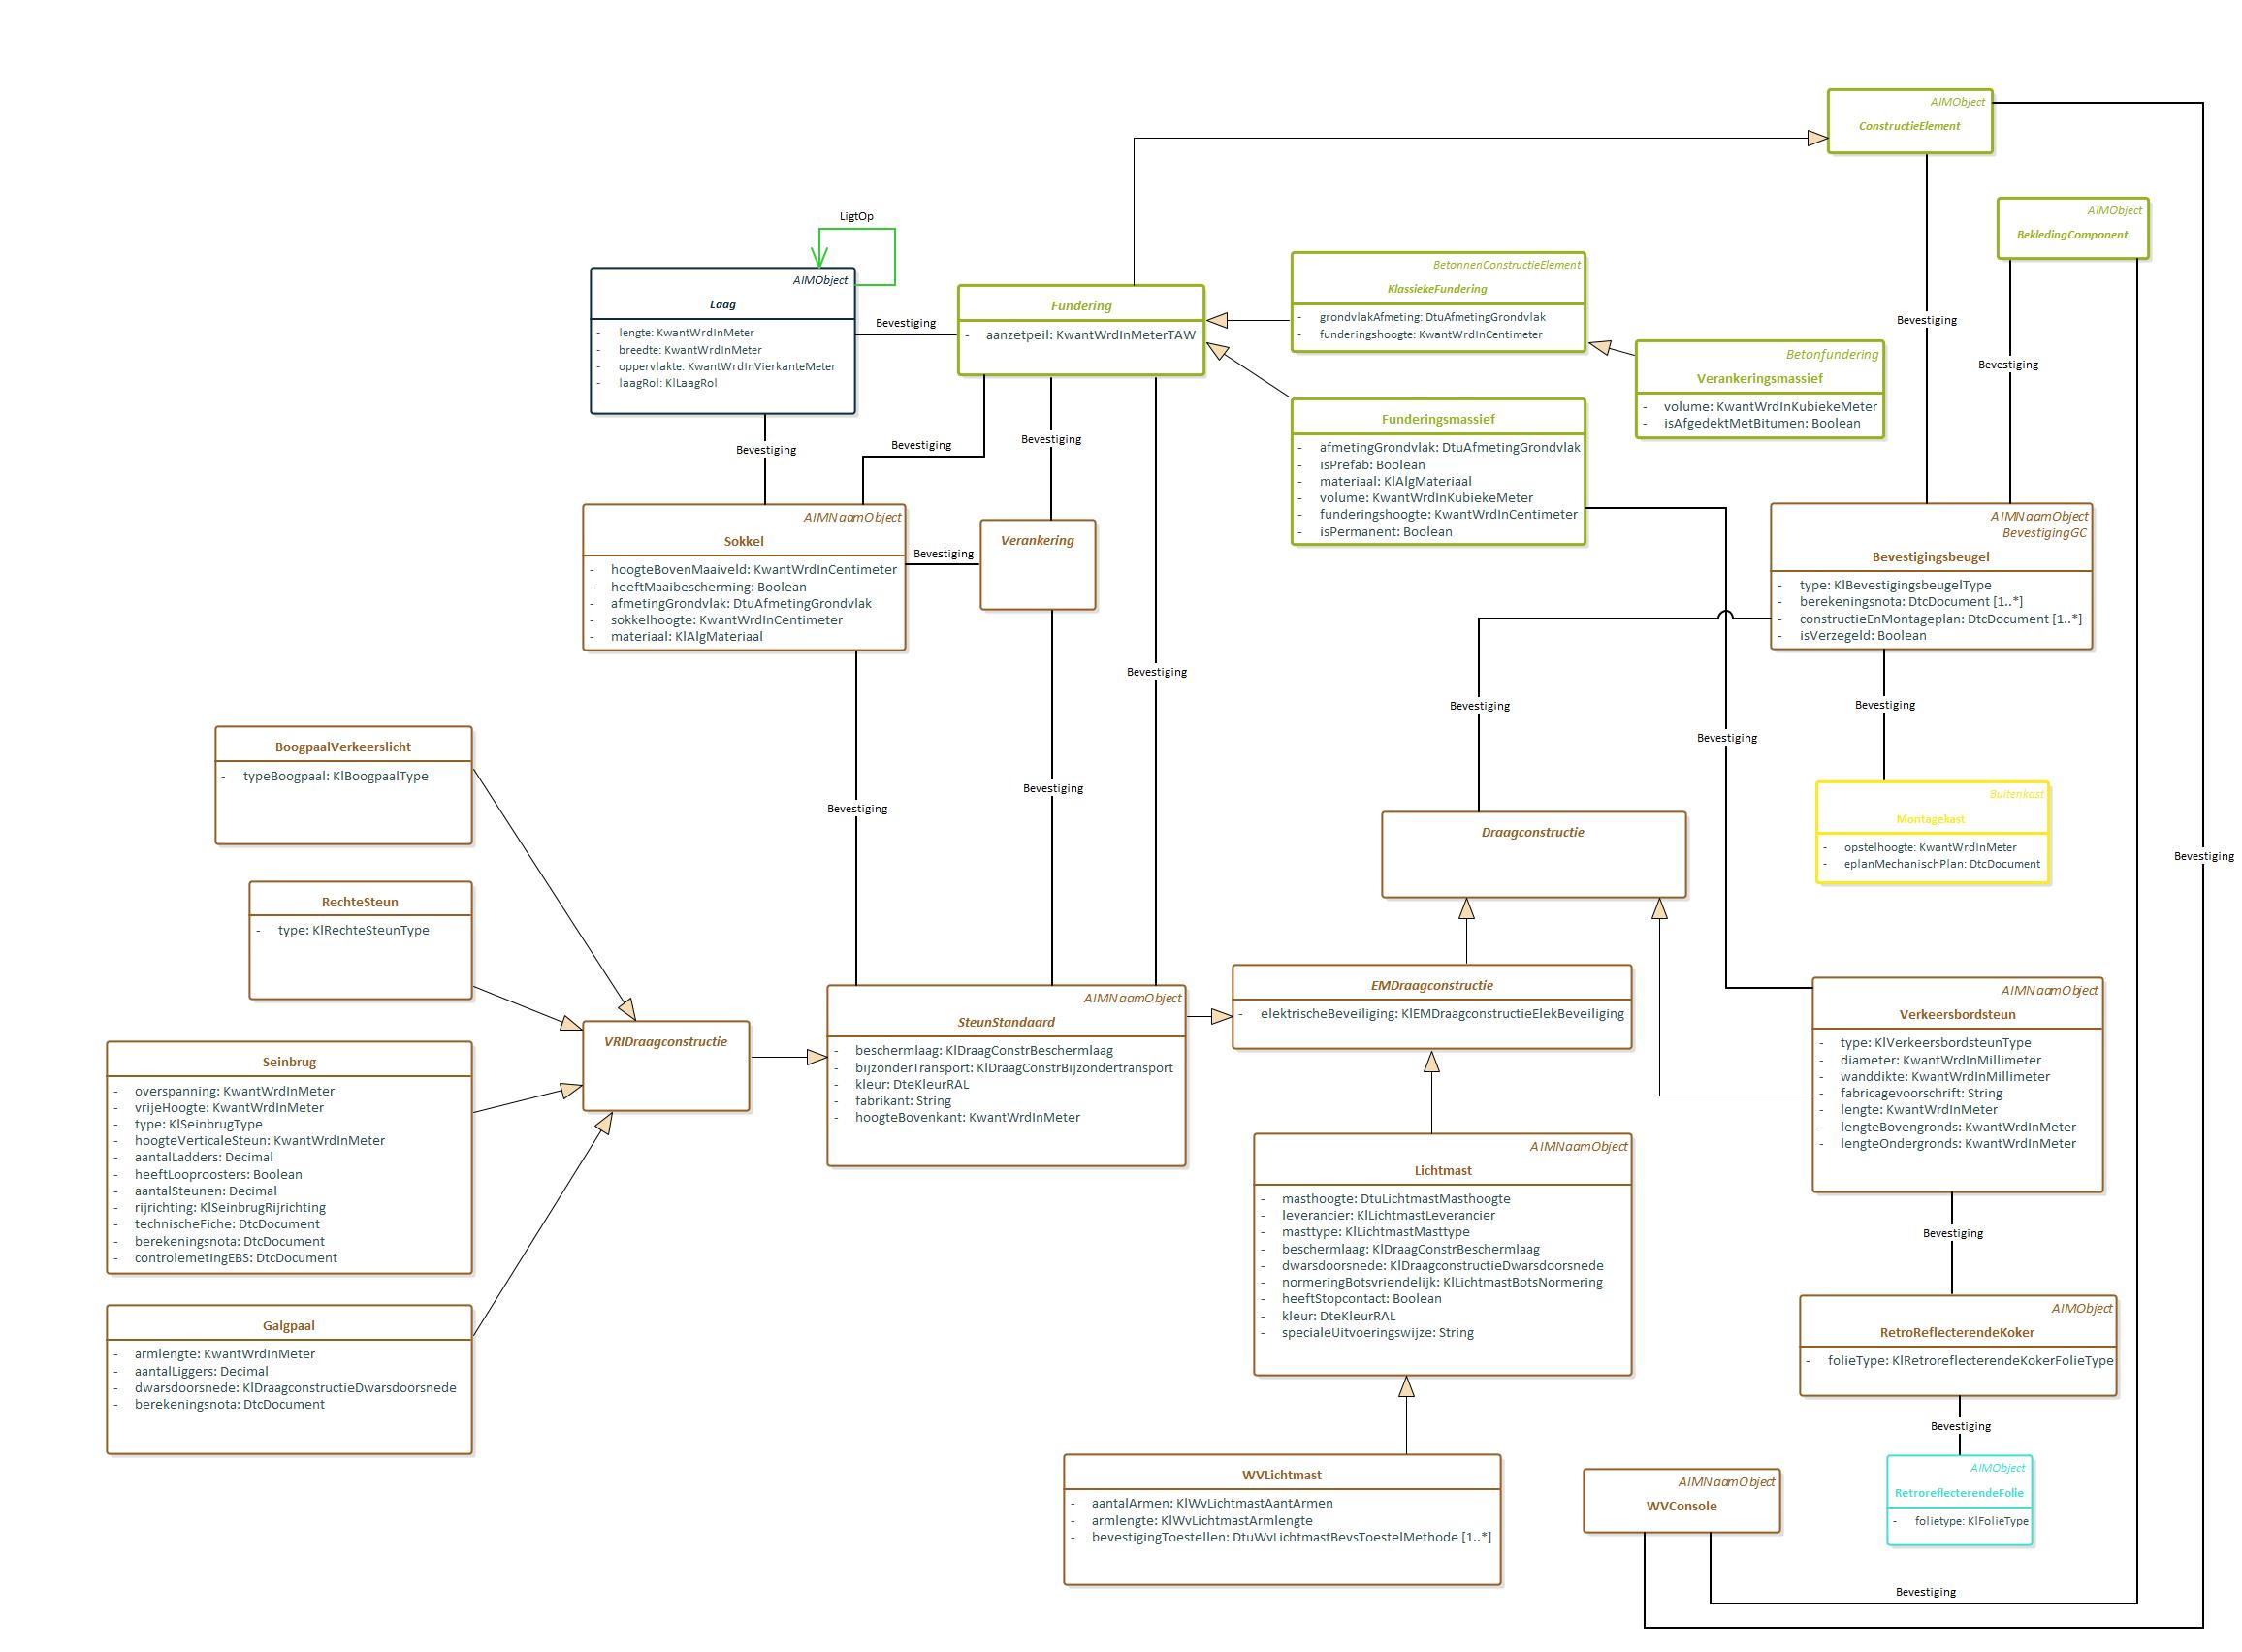 AIMObject
ConstructieElement
AIMObject
BekledingComponent
LigtOp
AIMObject
Laag
- lengte: KwantWrdInMeter
- breedte: KwantWrdInMeter
- oppervlakte: KwantWrdInVierkanteMeter
- laagRol: KlLaagRol
Bevestiging
Fundering
- aanzetpeil: KwantWrdInMeterTAW
BetonnenConstructieElement
KlassiekeFundering
- grondvlakAfmeting: DtuAfmetingGrondvlak
- funderingshoogte: KwantWrdInCentimeter
Betonfundering
Verankeringsmassief
- volume: KwantWrdInKubiekeMeter
- isAfgedektMetBitumen: Boolean
Bevestiging
Bevestiging
Funderingsmassief
- afmetingGrondvlak: DtuAfmetingGrondvlak
- isPrefab: Boolean
- materiaal: KlAlgMateriaal
- volume: KwantWrdInKubiekeMeter
- funderingshoogte: KwantWrdInCentimeter
- isPermanent: Boolean
Bevestiging
Bevestiging
Bevestiging
AIMNaamObject
Sokkel
- hoogteBovenMaaiveld: KwantWrdInCentimeter
- heeftMaaibescherming: Boolean
- afmetingGrondvlak: DtuAfmetingGrondvlak
- sokkelhoogte: KwantWrdInCentimeter
- materiaal: KlAlgMateriaal
Bevestiging
Verankering
AIMNaamObject
BevestigingGC
Bevestigingsbeugel
- type: KlBevestigingsbeugelType
- berekeningsnota: DtcDocument [1..*]
- constructieEnMontageplan: DtcDocument [1..*]
- isVerzegeld: Boolean
Bevestiging
Bevestiging
Bevestiging
Bevestiging
Bevestiging
Bevestiging
Bevestiging
BoogpaalVerkeerslicht
- typeBoogpaal: KlBoogpaalType
Draagconstructie
Buitenkast
Montagekast
- opstelhoogte: KwantWrdInMeter
- eplanMechanischPlan: DtcDocument
RechteSteun
- type: KlRechteSteunType
VRIDraagconstructie
AIMNaamObject
SteunStandaard
- beschermlaag: KlDraagConstrBeschermlaag
- bijzonderTransport: KlDraagConstrBijzondertransport
- kleur: DteKleurRAL
- fabrikant: String
- hoogteBovenkant: KwantWrdInMeter
EMDraagconstructie
- elektrischeBeveiliging: KlEMDraagconstructieElekBeveiliging
AIMNaamObject
Verkeersbordsteun
- type: KlVerkeersbordsteunType
- diameter: KwantWrdInMillimeter
- wanddikte: KwantWrdInMillimeter
- fabricagevoorschrift: String
- lengte: KwantWrdInMeter
- lengteBovengronds: KwantWrdInMeter
- lengteOndergronds: KwantWrdInMeter
Seinbrug
- overspanning: KwantWrdInMeter
- vrijeHoogte: KwantWrdInMeter
- type: KlSeinbrugType
- hoogteVerticaleSteun: KwantWrdInMeter
- aantalLadders: Decimal
- heeftLooproosters: Boolean
- aantalSteunen: Decimal
- rijrichting: KlSeinbrugRijrichting
- technischeFiche: DtcDocument
- berekeningsnota: DtcDocument
- controlemetingEBS: DtcDocument
AIMNaamObject
Lichtmast
- masthoogte: DtuLichtmastMasthoogte
- leverancier: KlLichtmastLeverancier
- masttype: KlLichtmastMasttype
- beschermlaag: KlDraagConstrBeschermlaag
- dwarsdoorsnede: KlDraagconstructieDwarsdoorsnede
- normeringBotsvriendelijk: KlLichtmastBotsNormering
- heeftStopcontact: Boolean
- kleur: DteKleurRAL
- specialeUitvoeringswijze: String
Bevestiging
Galgpaal
- armlengte: KwantWrdInMeter
- aantalLiggers: Decimal
- dwarsdoorsnede: KlDraagconstructieDwarsdoorsnede
- berekeningsnota: DtcDocument
AIMObject
RetroReflecterendeKoker
- folieType: KlRetroreflecterendeKokerFolieType
Bevestiging
WVLichtmast
- aantalArmen: KlWvLichtmastAantArmen
- armlengte: KlWvLichtmastArmlengte
- bevestigingToestellen: DtuWvLichtmastBevsToestelMethode [1..*]
AIMNaamObject
WVConsole
AIMObject
RetroreflecterendeFolie
- folietype: KlFolieType
Bevestiging